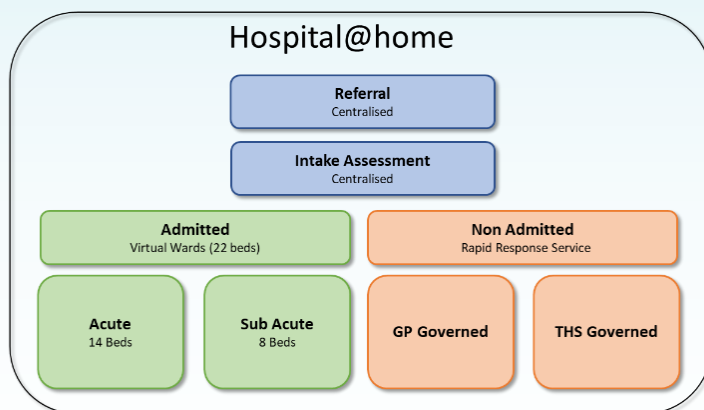 Hospital@home
Referral
Centralised
Intake Assessment
Centralised
Admitted
Virtual Wards (22 beds)
Non Admitted
Rapid Response Service
Acute
14 Beds
Sub Acute
8 Beds
GP Governed
THS Governed